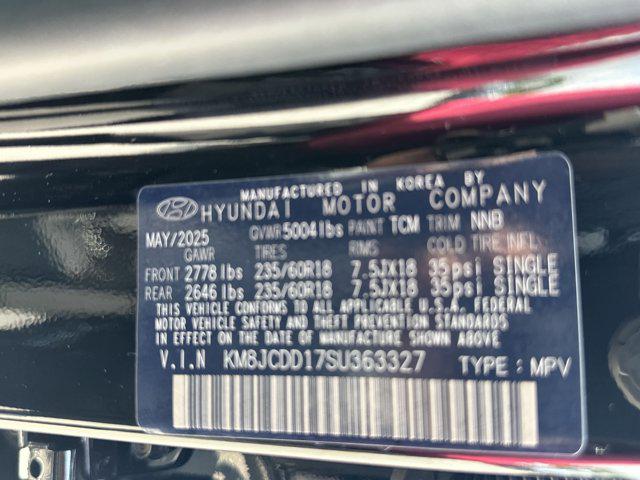 MANUFACTURED IN KOREA BY
HYUNDAI MOTOR COMPANY
MAY/2025 GVWR 5004lbs PAINT TCM TRIM NNB
GAWR TIRES RIMS COLD TIRE INFL.
FRONT 2778lbs 235/60R18 7.5JX18 35psi SINGLE
REAR 2646lbs 235/60R18 7.5JX18 35psi SINGLE
THIS VEHICLE CONFORMS TO ALL APPLICABLE U.S. FEDERAL
MOTOR VEHICLE SAFETY AND THEFT PREVENTION STANDARDS
IN EFFECT ON THE DATE OF MANUFACTURE SHOWN ABOVE
V.I.N KM8JCDD17SU363327 TYPE : MPV